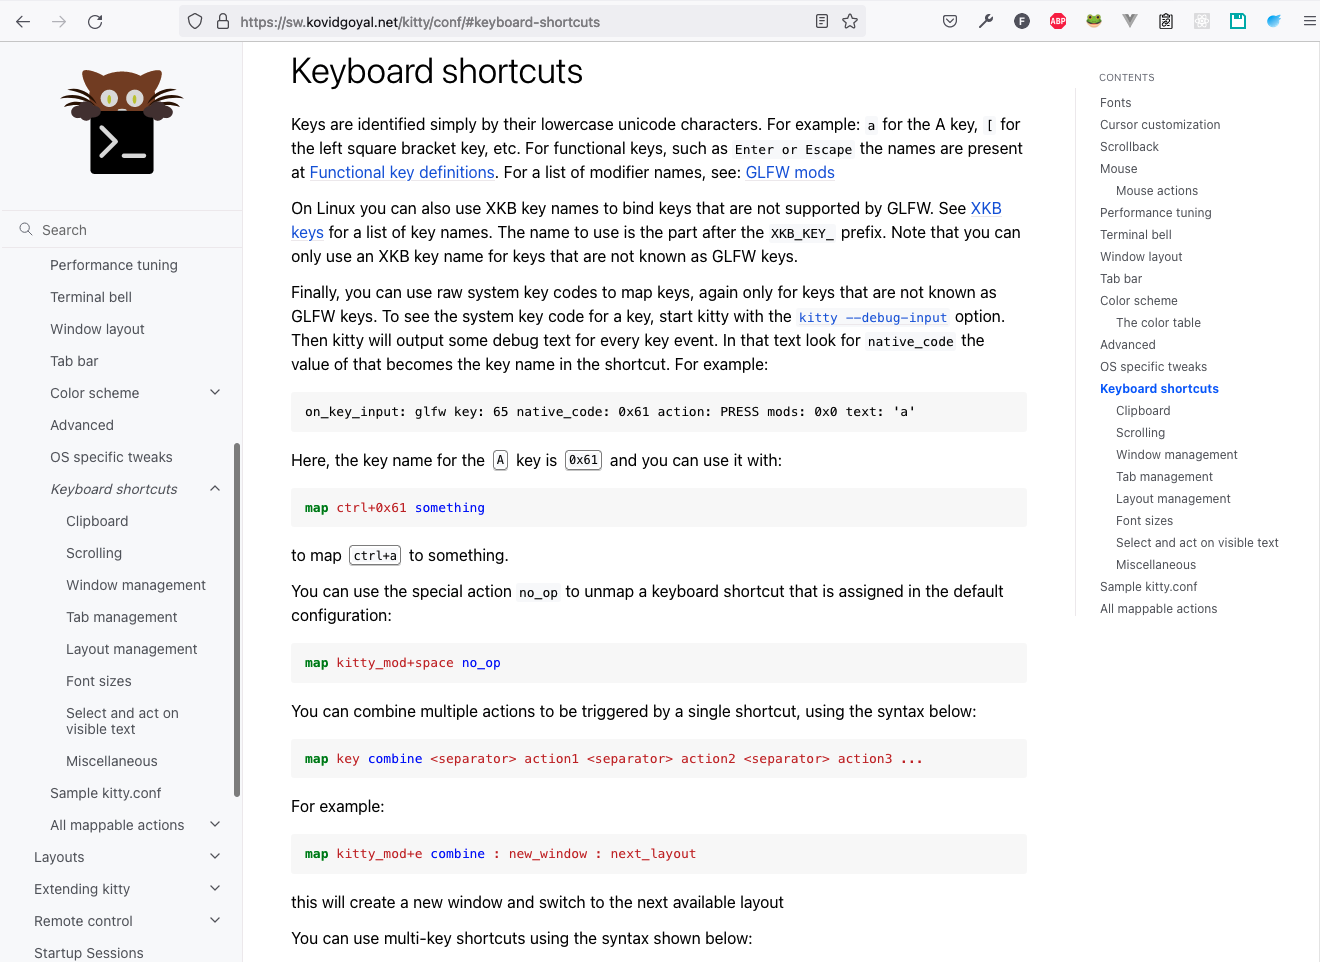 https://sw.kovidgoyal.net/kitty/conf/#keyboard-shortcuts
F
ABP
>_
Search
Performance tuning
Terminal bell
Window layout
Tab bar
Color scheme
Advanced
OS specific tweaks
Keyboard shortcuts
Clipboard
Scrolling
Window management
Tab management
Layout management
Font sizes
Select and act on
visible text
Miscellaneous
Sample kitty.conf
All mappable actions
Layouts
Extending kitty
Remote control
Startup Sessions
Keyboard shortcuts
Keys are identified simply by their lowercase unicode characters. For example: a for the A key, [ for
the left square bracket key, etc. For functional keys, such as Enter or Escape the names are present
at Functional key definitions. For a list of modifier names, see: GLFW mods
On Linux you can also use XKB key names to bind keys that are not supported by GLFW. See XKB
keys for a list of key names. The name to use is the part after the XKB_KEY_ prefix. Note that you can
only use an XKB key name for keys that are not known as GLFW keys.
Finally, you can use raw system key codes to map keys, again only for keys that are not known as
GLFW keys. To see the system key code for a key, start kitty with the kitty --debug-input option.
Then kitty will output some debug text for every key event. In that text look for native_code the
value of that becomes the key name in the shortcut. For example:
on_key_input: glfw key: 65 native_code: 0x61 action: PRESS mods: 0x0 text: 'a'
Here, the key name for the A key is 0x61 and you can use it with:
map ctrl+0x61 something
to map ctrl+a to something.
You can use the special action no_op to unmap a keyboard shortcut that is assigned in the default
configuration:
map kitty_mod+space no_op
You can combine multiple actions to be triggered by a single shortcut, using the syntax below:
map key combine <separator> action1 <separator> action2 <separator> action3 ...
For example:
map kitty_mod+e combine : new_window : next_layout
this will create a new window and switch to the next available layout
You can use multi-key shortcuts using the syntax shown below:
CONTENTS
Fonts
Cursor customization
Scrollback
Mouse
Mouse actions
Performance tuning
Terminal bell
Window layout
Tab bar
Color scheme
The color table
Advanced
OS specific tweaks
Keyboard shortcuts
Clipboard
Scrolling
Window management
Tab management
Layout management
Font sizes
Select and act on visible text
Miscellaneous
Sample kitty.conf
All mappable actions